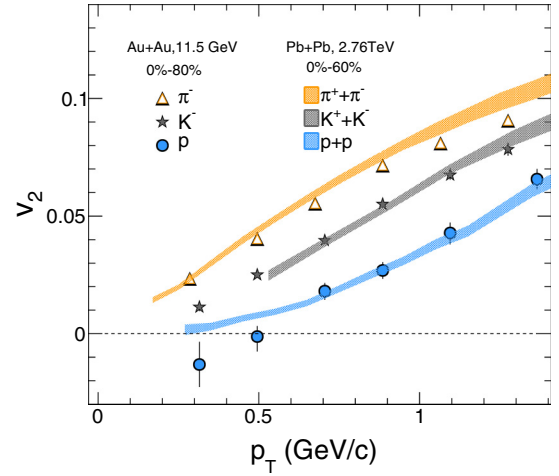 Au+Au,11.5 GeV
0%-80%
π⁻
K⁻
p
Pb+Pb, 2.76TeV
0%-60%
π⁺+π⁻
K⁺+K⁻
p+p
0.1
0.05
0
v₂
0 0.5 1
p_T (GeV/c)